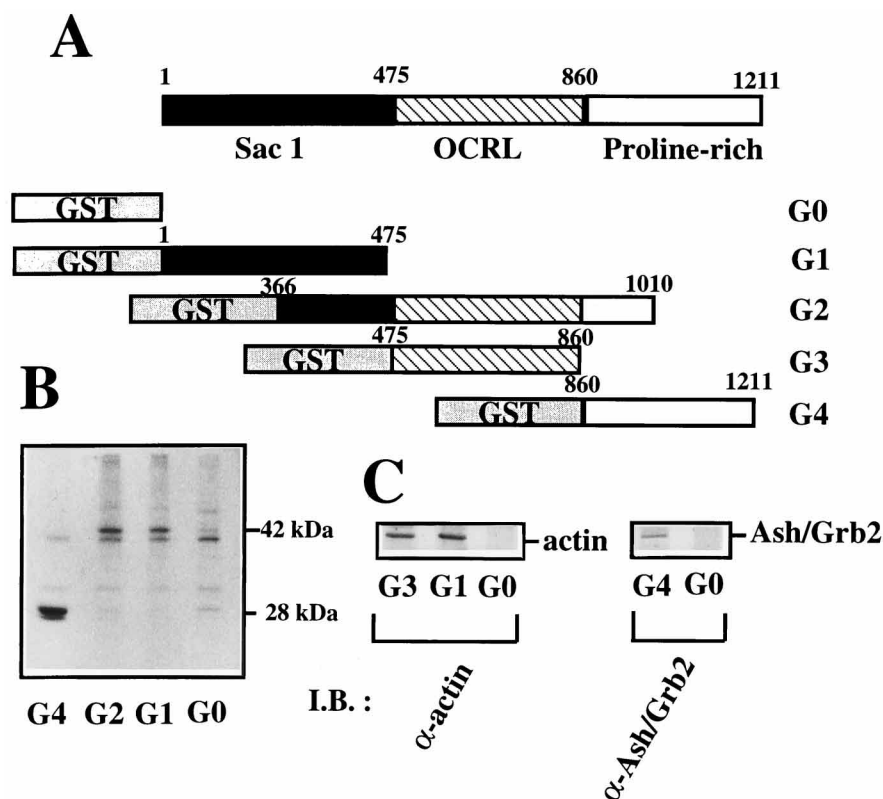 A
1 475 860 1211
Sac 1 OCRL Proline-rich
GST G0
1 475
GST G1
366 1010
GST G2
475 860
GST G3
860 1211
GST G4
B
42 kDa
28 kDa
G4 G2 G1 G0
C
actin
G3 G1 G0
Ash/Grb2
G4 G0
I.B. :
α-actin
α-Ash/Grb2